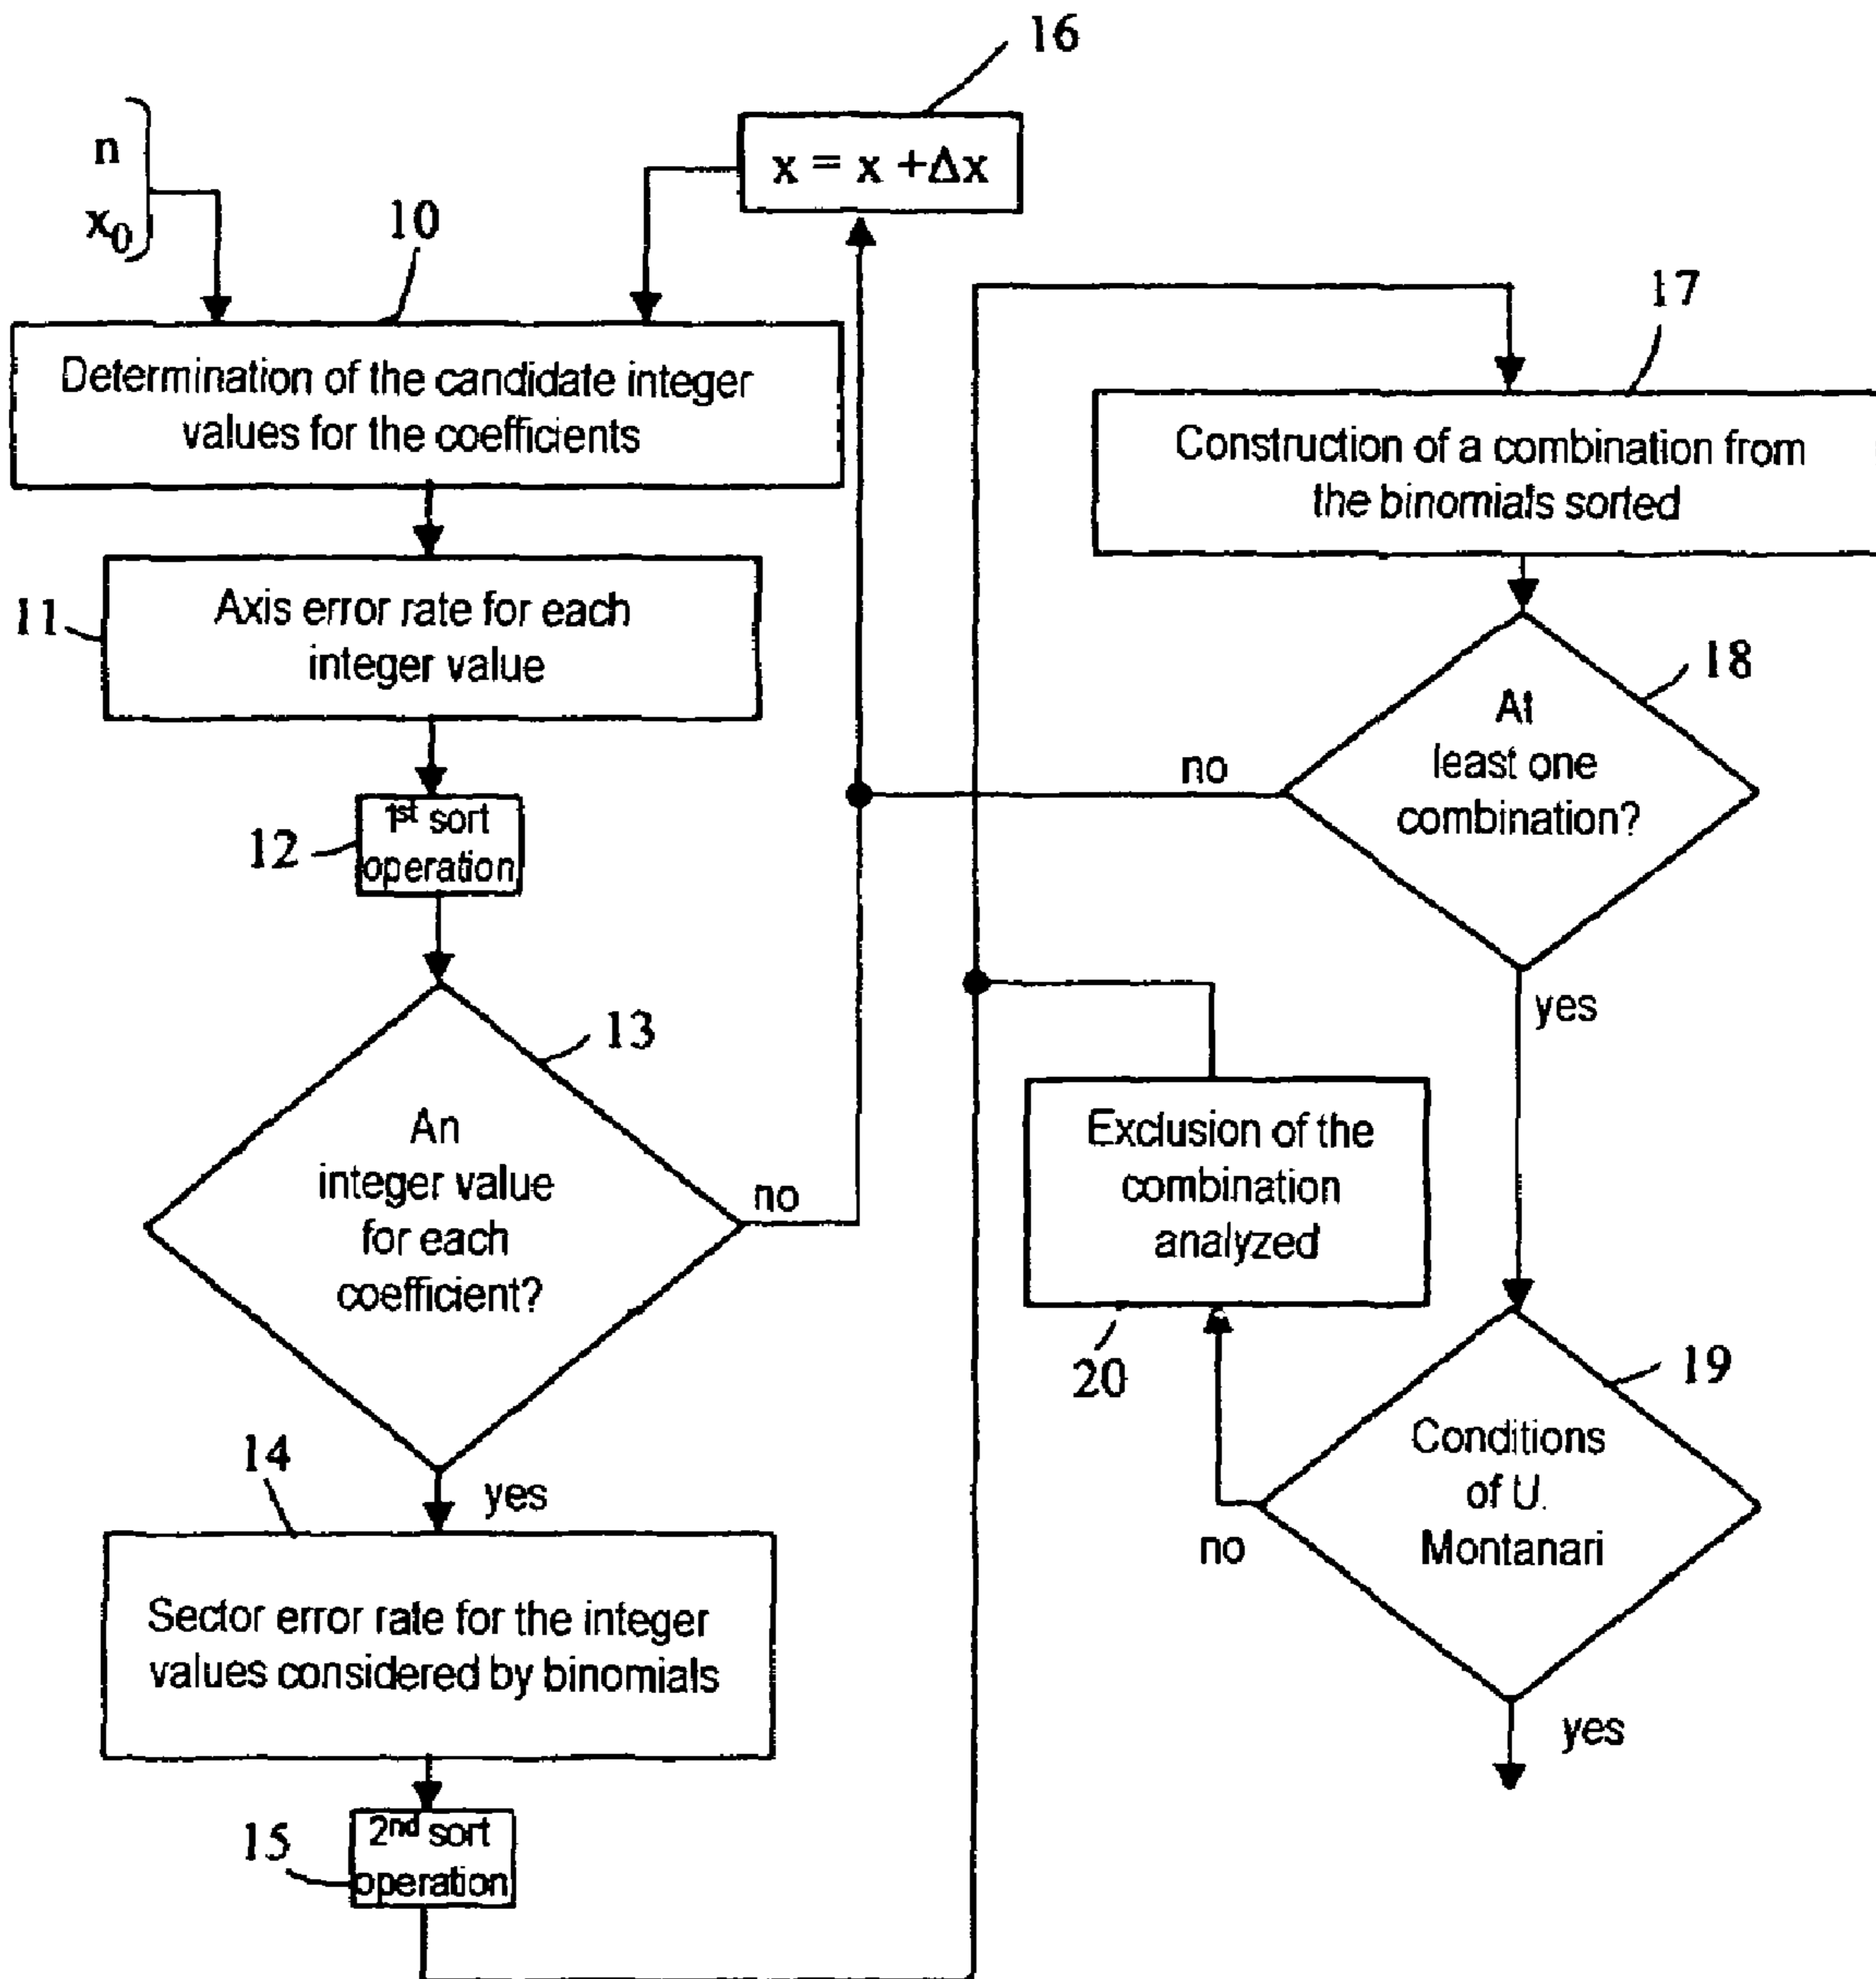 16
n
x₀
x = x +Δx
10
17
Determination of the candidate integer
values for the coefficients
Construction of a combination from
the binomials sorted
11
Axis error rate for each
integer value
18
At
least one
combination?
no
12
1st sort
operation
yes
13
An
integer value
for each
coefficient?
no
Exclusion of the
combination
analyzed
20
19
Conditions
of U.
Montanari
no
14
yes
Sector error rate for the integer
values considered by binomials
yes
15
2nd sort
operation